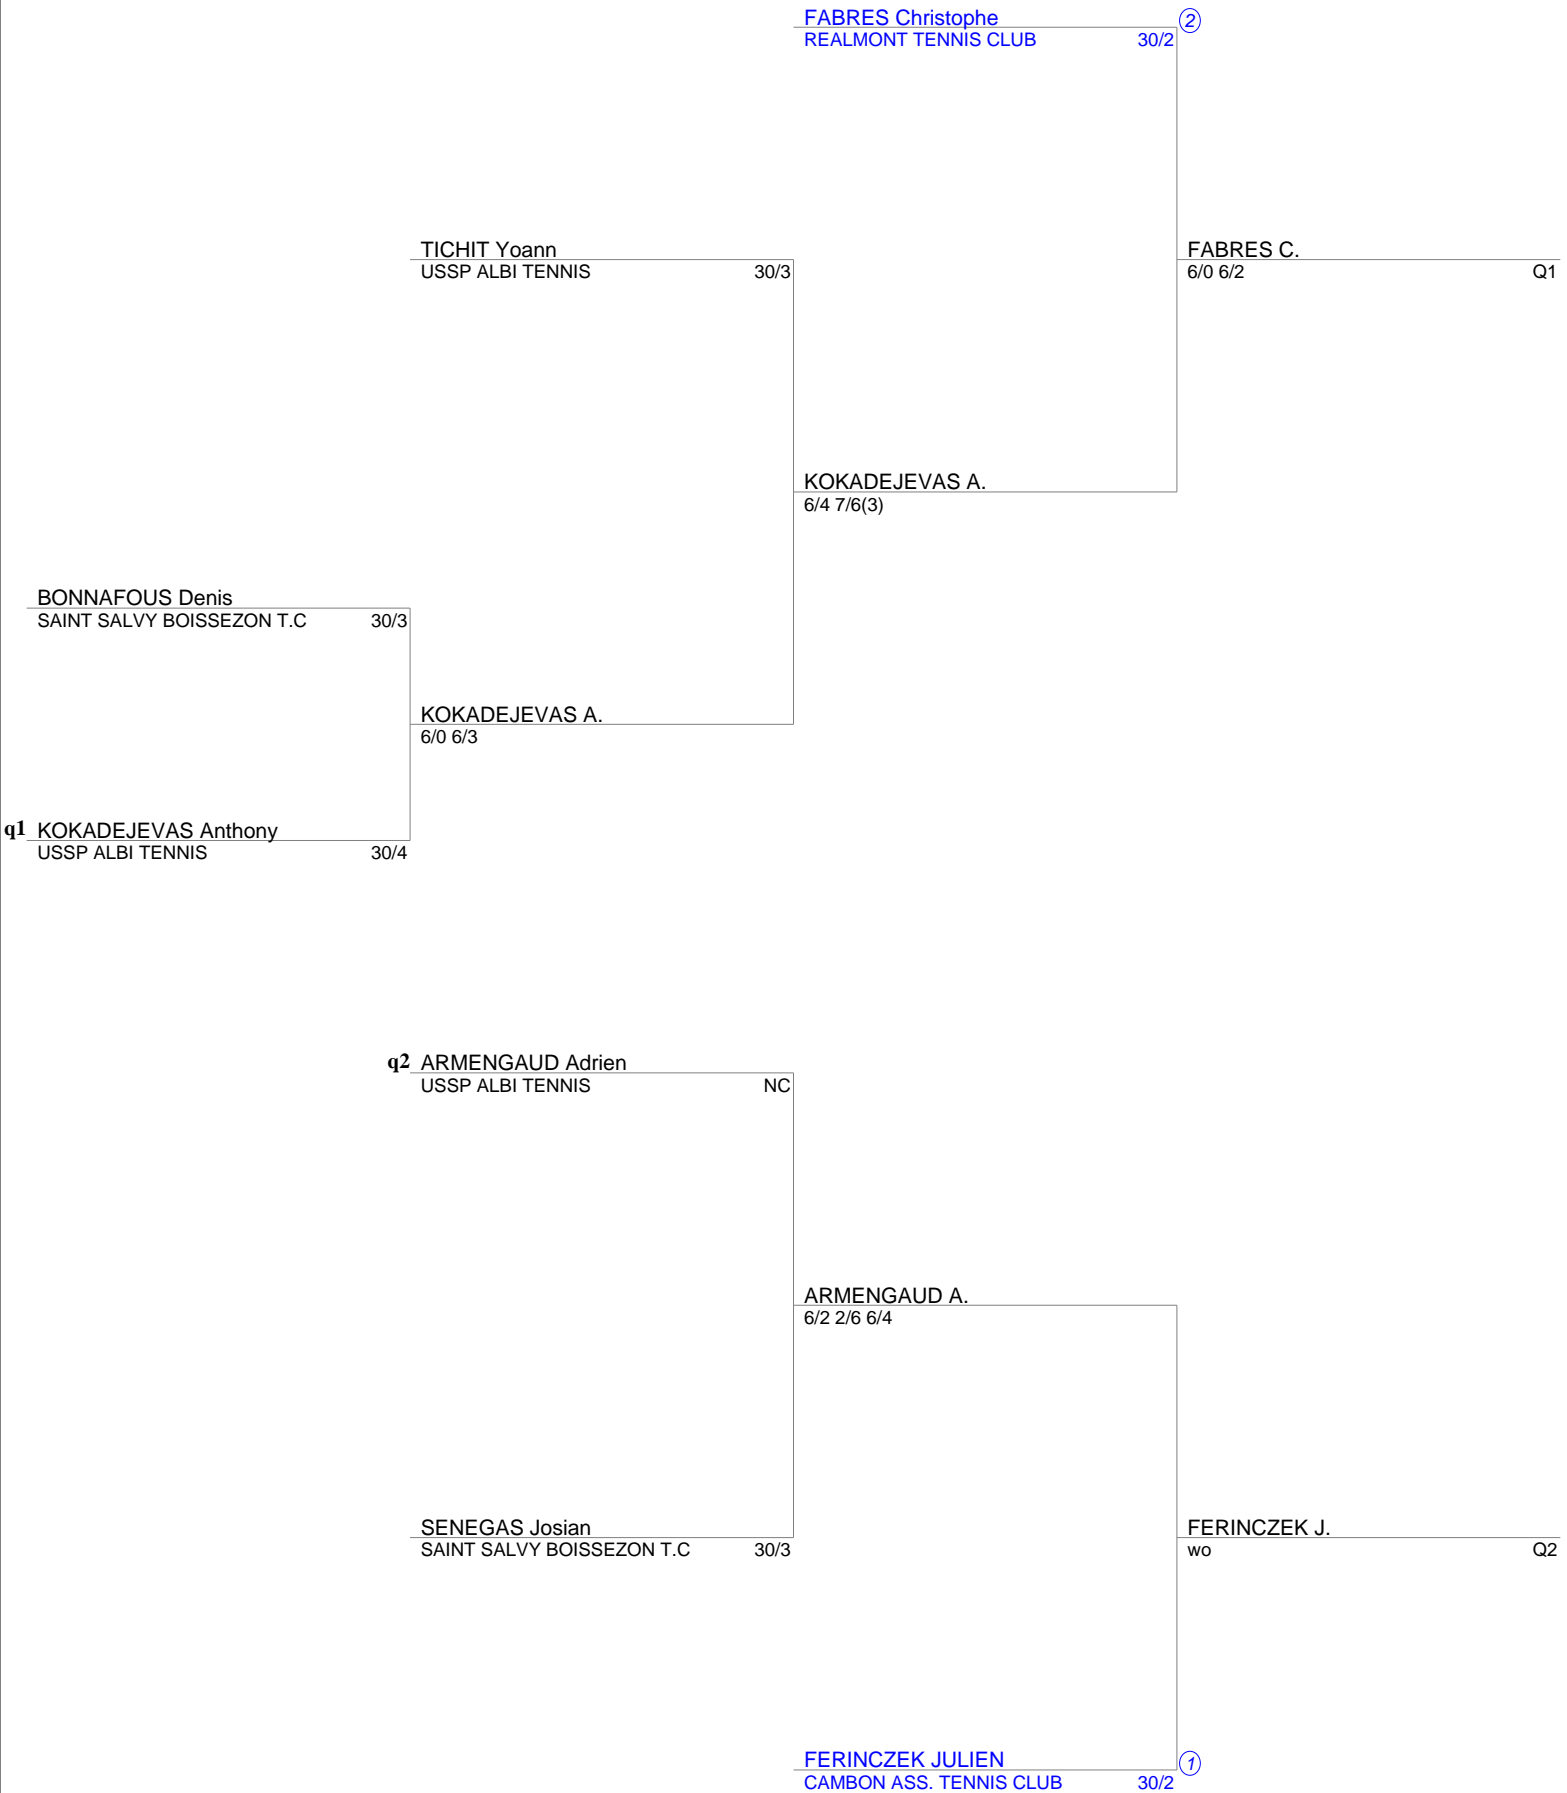 FABRES Christophe 2
REALMONT TENNIS CLUB 30/2
TICHIT Yoann
USSP ALBI TENNIS 30/3
FABRES C.
6/0 6/2 Q1
KOKADEJEVAS A.
6/4 7/6(3)
BONNAFOUS Denis
SAINT SALVY BOISSEZON T.C 30/3
KOKADEJEVAS A.
6/0 6/3
q1 KOKADEJEVAS Anthony
USSP ALBI TENNIS 30/4
q2 ARMENGAUD Adrien
USSP ALBI TENNIS NC
ARMENGAUD A.
6/2 2/6 6/4
SENEGAS Josian
SAINT SALVY BOISSEZON T.C 30/3
FERINCZEK J.
wo Q2
FERINCZEK JULIEN 1
CAMBON ASS. TENNIS CLUB 30/2